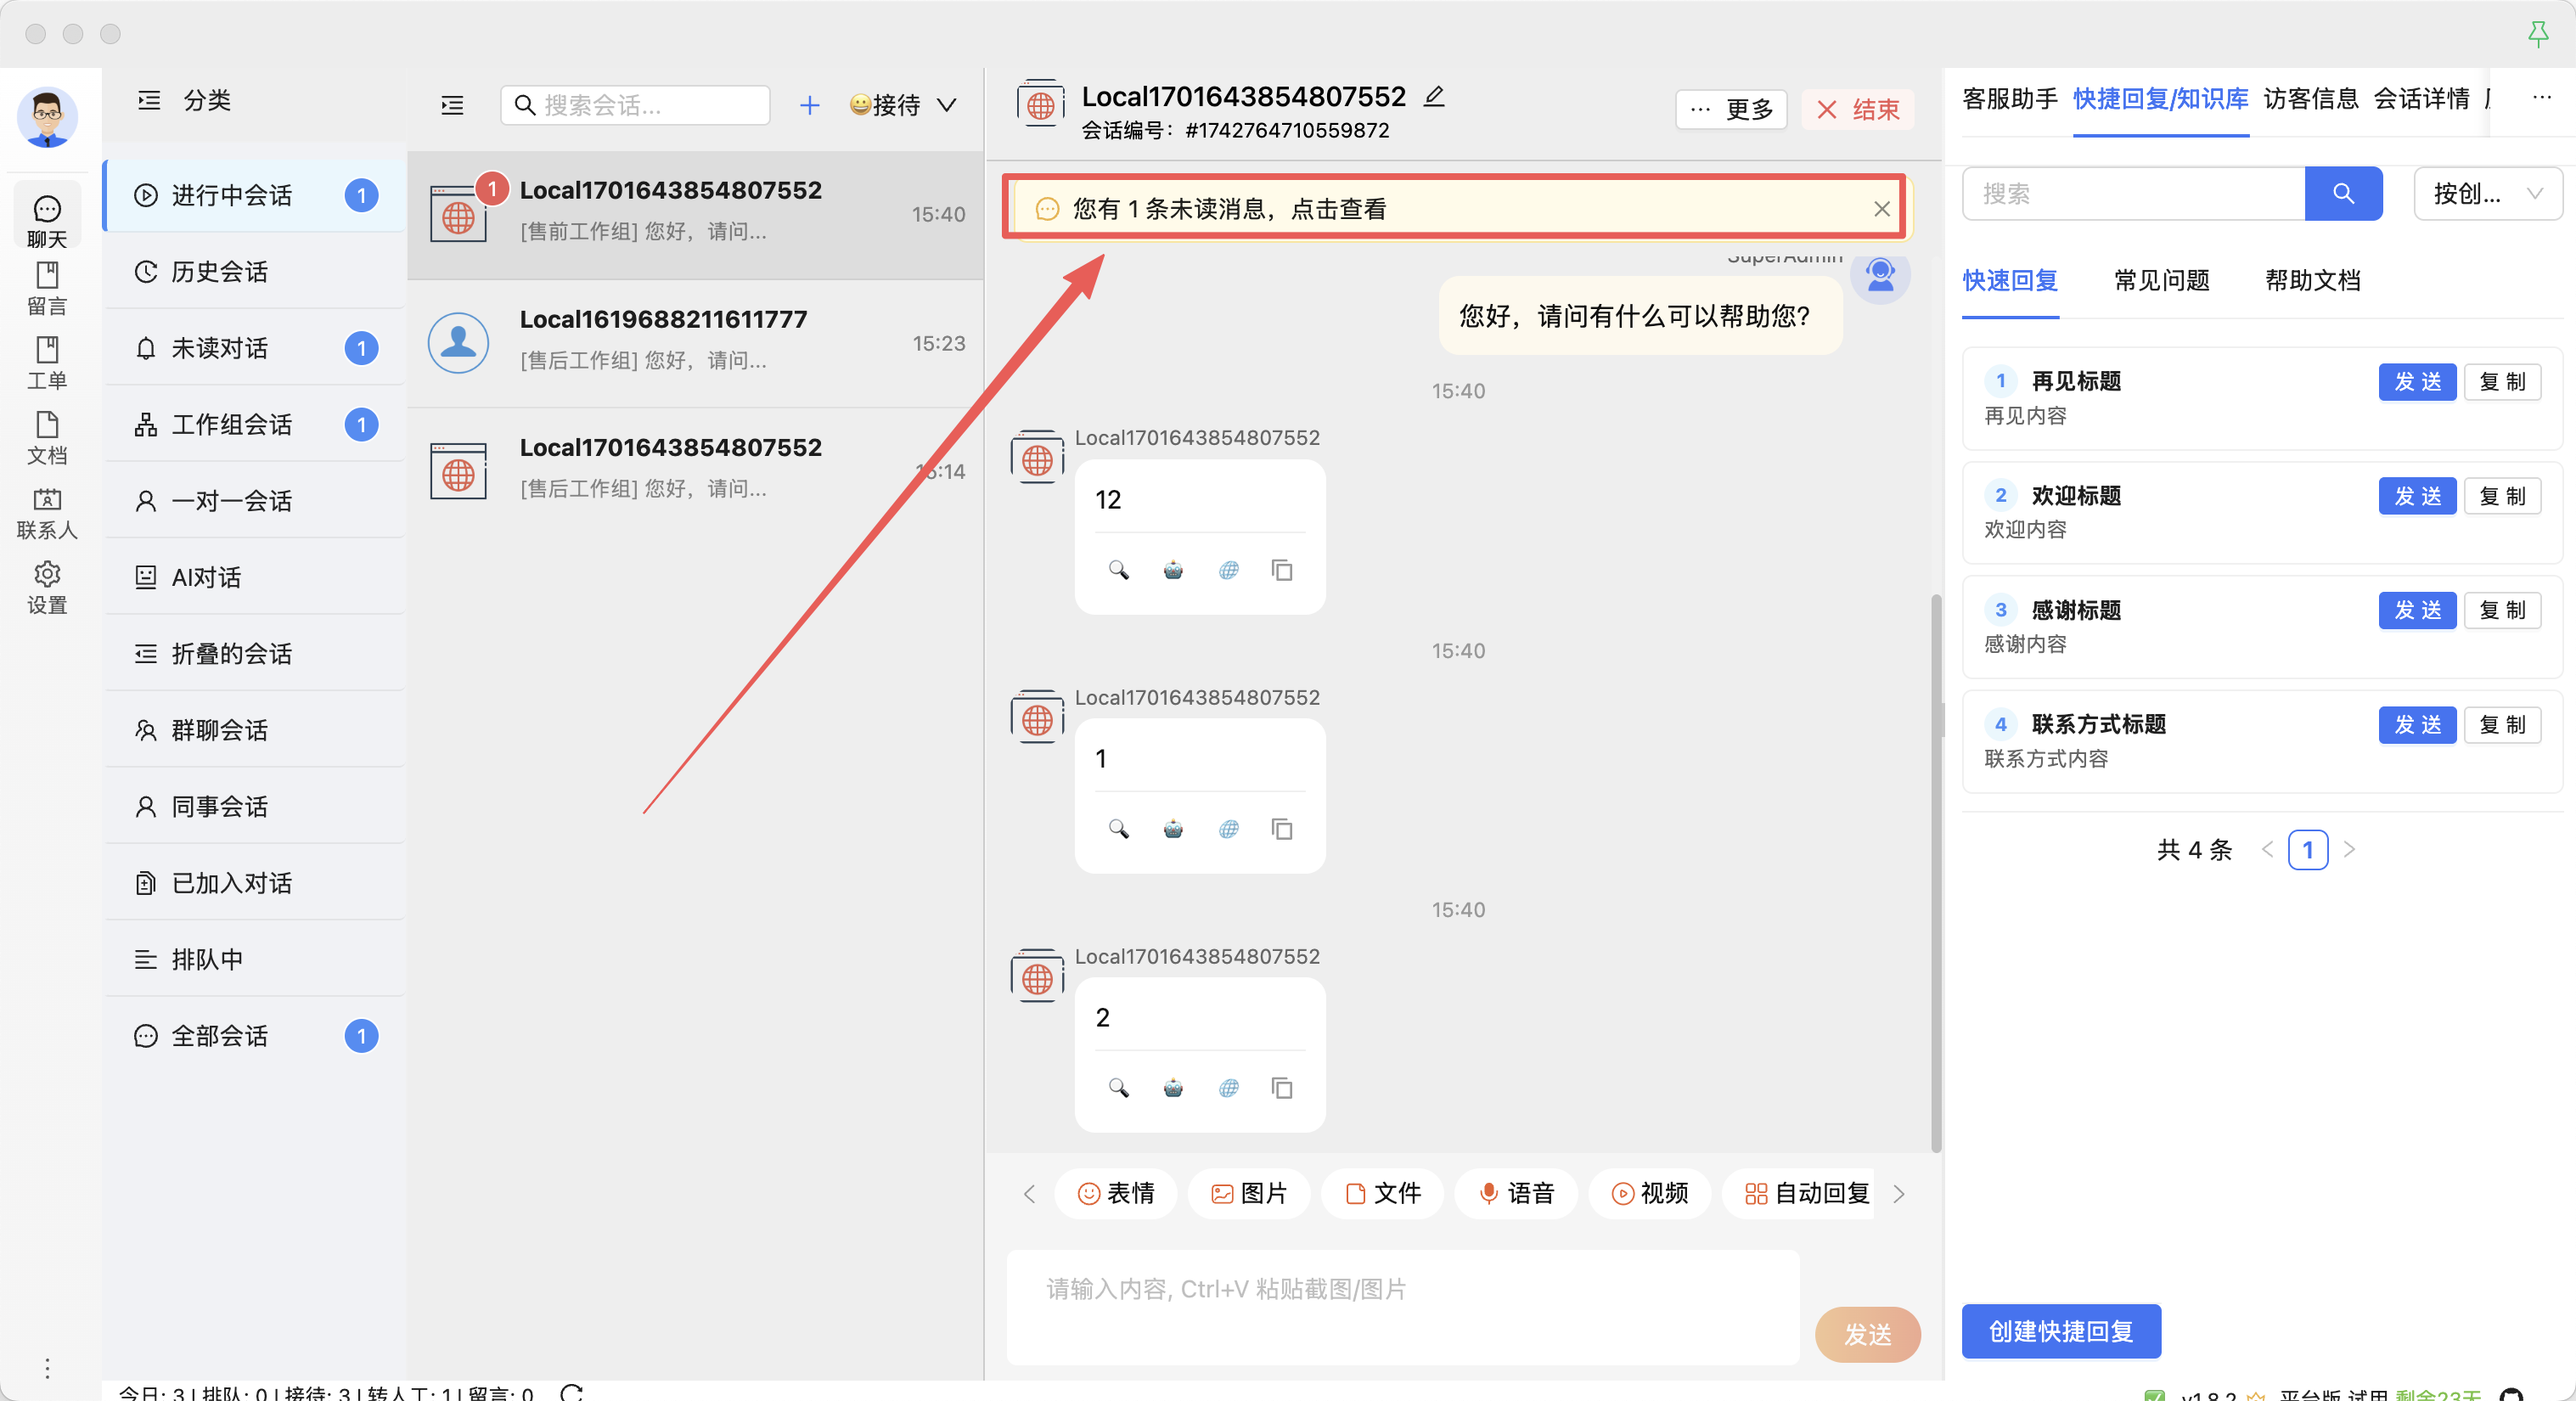 聊天
留言
工单
文档
联系人
设置
分类
进行中会话 1
历史会话
未读对话 1
工作组会话 1
一对一会话
AI对话
折叠的会话
群聊会话
同事会话
已加入对话
排队中
全部会话 1
搜索会话...
😀接待
1
Local1701643854807552
[售前工作组] 您好，请问...
15:40
Local1619688211611777
[售后工作组] 您好，请问...
15:23
Local1701643854807552
[售后工作组] 您好，请问...
15:14
Local1701643854807552
会话编号：#1742764710559872
更多
结束
您有 1 条未读消息，点击查看
SuperAdmin
您好，请问有什么可以帮助您?
15:40
Local1701643854807552
12
15:40
Local1701643854807552
1
15:40
Local1701643854807552
2
表情 图片 文件 语音 视频 自动回复
请输入内容, Ctrl+V 粘贴截图/图片
发送
客服助手 快捷回复/知识库 访客信息 会话详情
搜索
按创...
快速回复 常见问题 帮助文档
1 再见标题 发送 复制
再见内容
2 欢迎标题 发送 复制
欢迎内容
3 感谢标题 发送 复制
感谢内容
4 联系方式标题 发送 复制
联系方式内容
共 4 条 1
创建快捷回复
今日: 3 | 排队: 0 | 接待: 3 | 转人工: 1 | 留言: 0
v1.8.2 平台版 试用 剩余23天